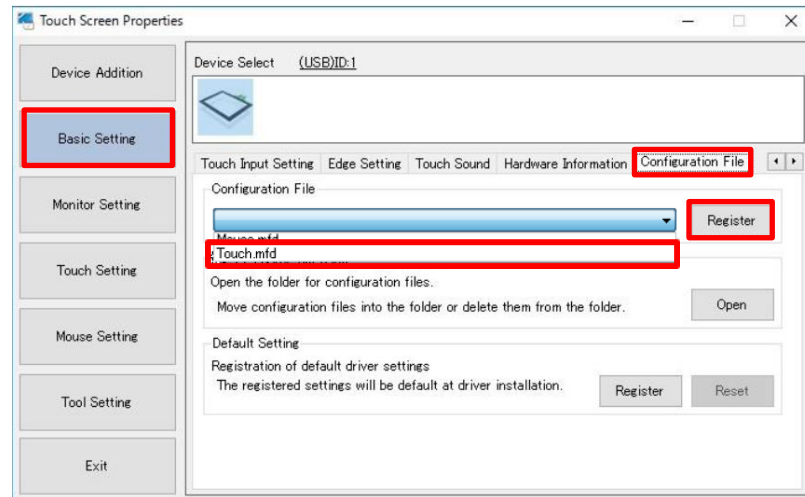 Touch Screen Properties
Device Addition
Basic Setting
Monitor Setting
Touch Setting
Mouse Setting
Tool Setting
Exit
Device Select (USB)ID:1
Touch Input Setting Edge Setting Touch Sound Hardware Information Configuration File
Configuration File
Register
Mouse.mfd
Touch.mfd
Open the folder for configuration files.
Move configuration files into the folder or delete them from the folder.
Open
Default Setting
Registration of default driver settings
The registered settings will be default at driver installation.
Register Reset